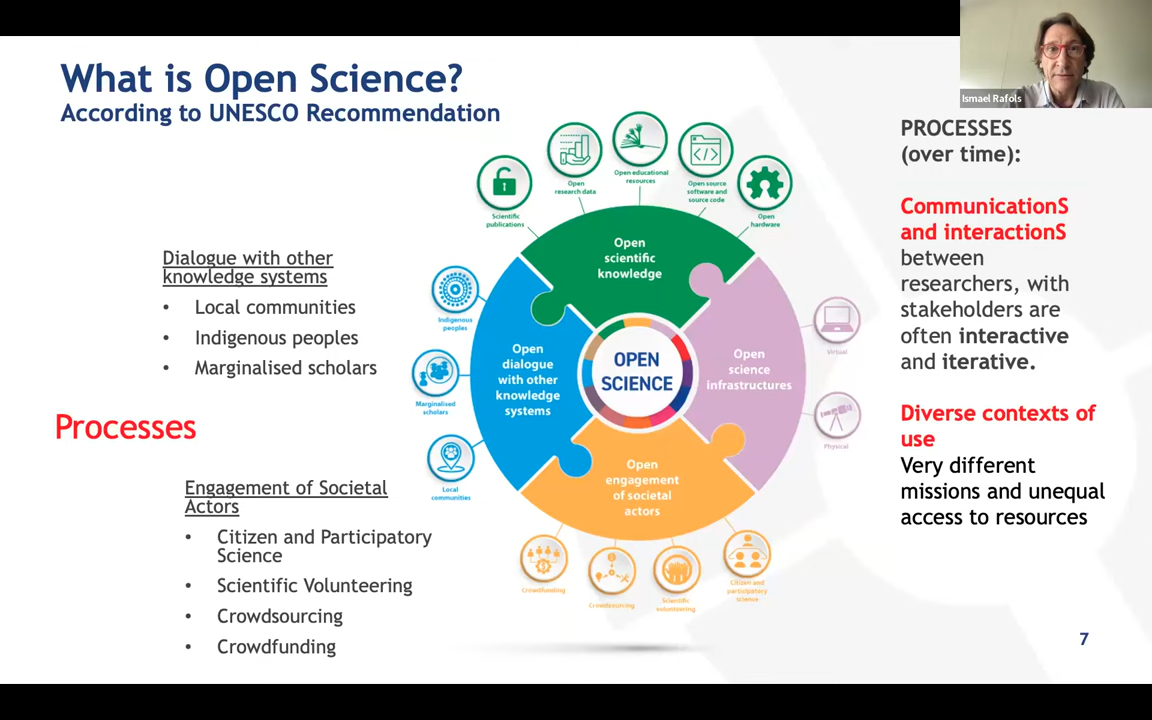 What is Open Science?
According to UNESCO Recommendation
Ismael Rafols
Dialogue with other
knowledge systems
• Local communities
• Indigenous peoples
• Marginalised scholars
Processes
Engagement of Societal
Actors
• Citizen and Participatory
Science
• Scientific Volunteering
• Crowdsourcing
• Crowdfunding
Scientific
publications
Open
research data
Open educational
resources
Open source
software and
source code
Open
hardware
Open
scientific
knowledge
Indigenous
peoples
Marginalised
scholars
Local
communities
Open
dialogue
with other
knowledge
systems
OPEN
SCIENCE
Open
science
infrastructures
Virtual
Physical
Open
engagement
of societal
actors
Crowdfunding
Crowdsourcing
Scientific
volunteering
Citizen and
participatory
science
PROCESSES
(over time):
CommunicationS
and interactionS
between
researchers, with
stakeholders are
often interactive
and iterative.
Diverse contexts of
use
Very different
missions and unequal
access to resources
7